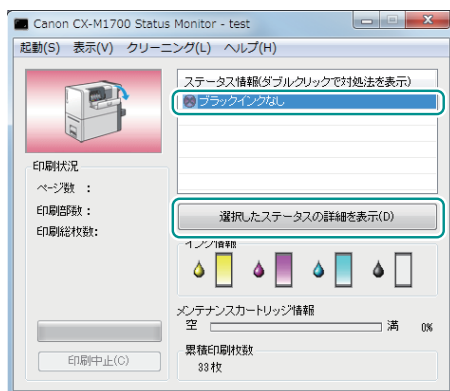 Canon CX-M1700 Status Monitor - test
起動(S) 表示(V) クリーニング(L) ヘルプ(H)
ステータス情報(ダブルクリックで対処法を表示)
ブラックインクなし
印刷状況
ページ数 :
印刷部数 :
印刷総枚数:
選択したステータスの詳細を表示(D)
インク情報
メンテナンスカートリッジ情報
空 満 0%
印刷中止(C)
累積印刷枚数
33枚